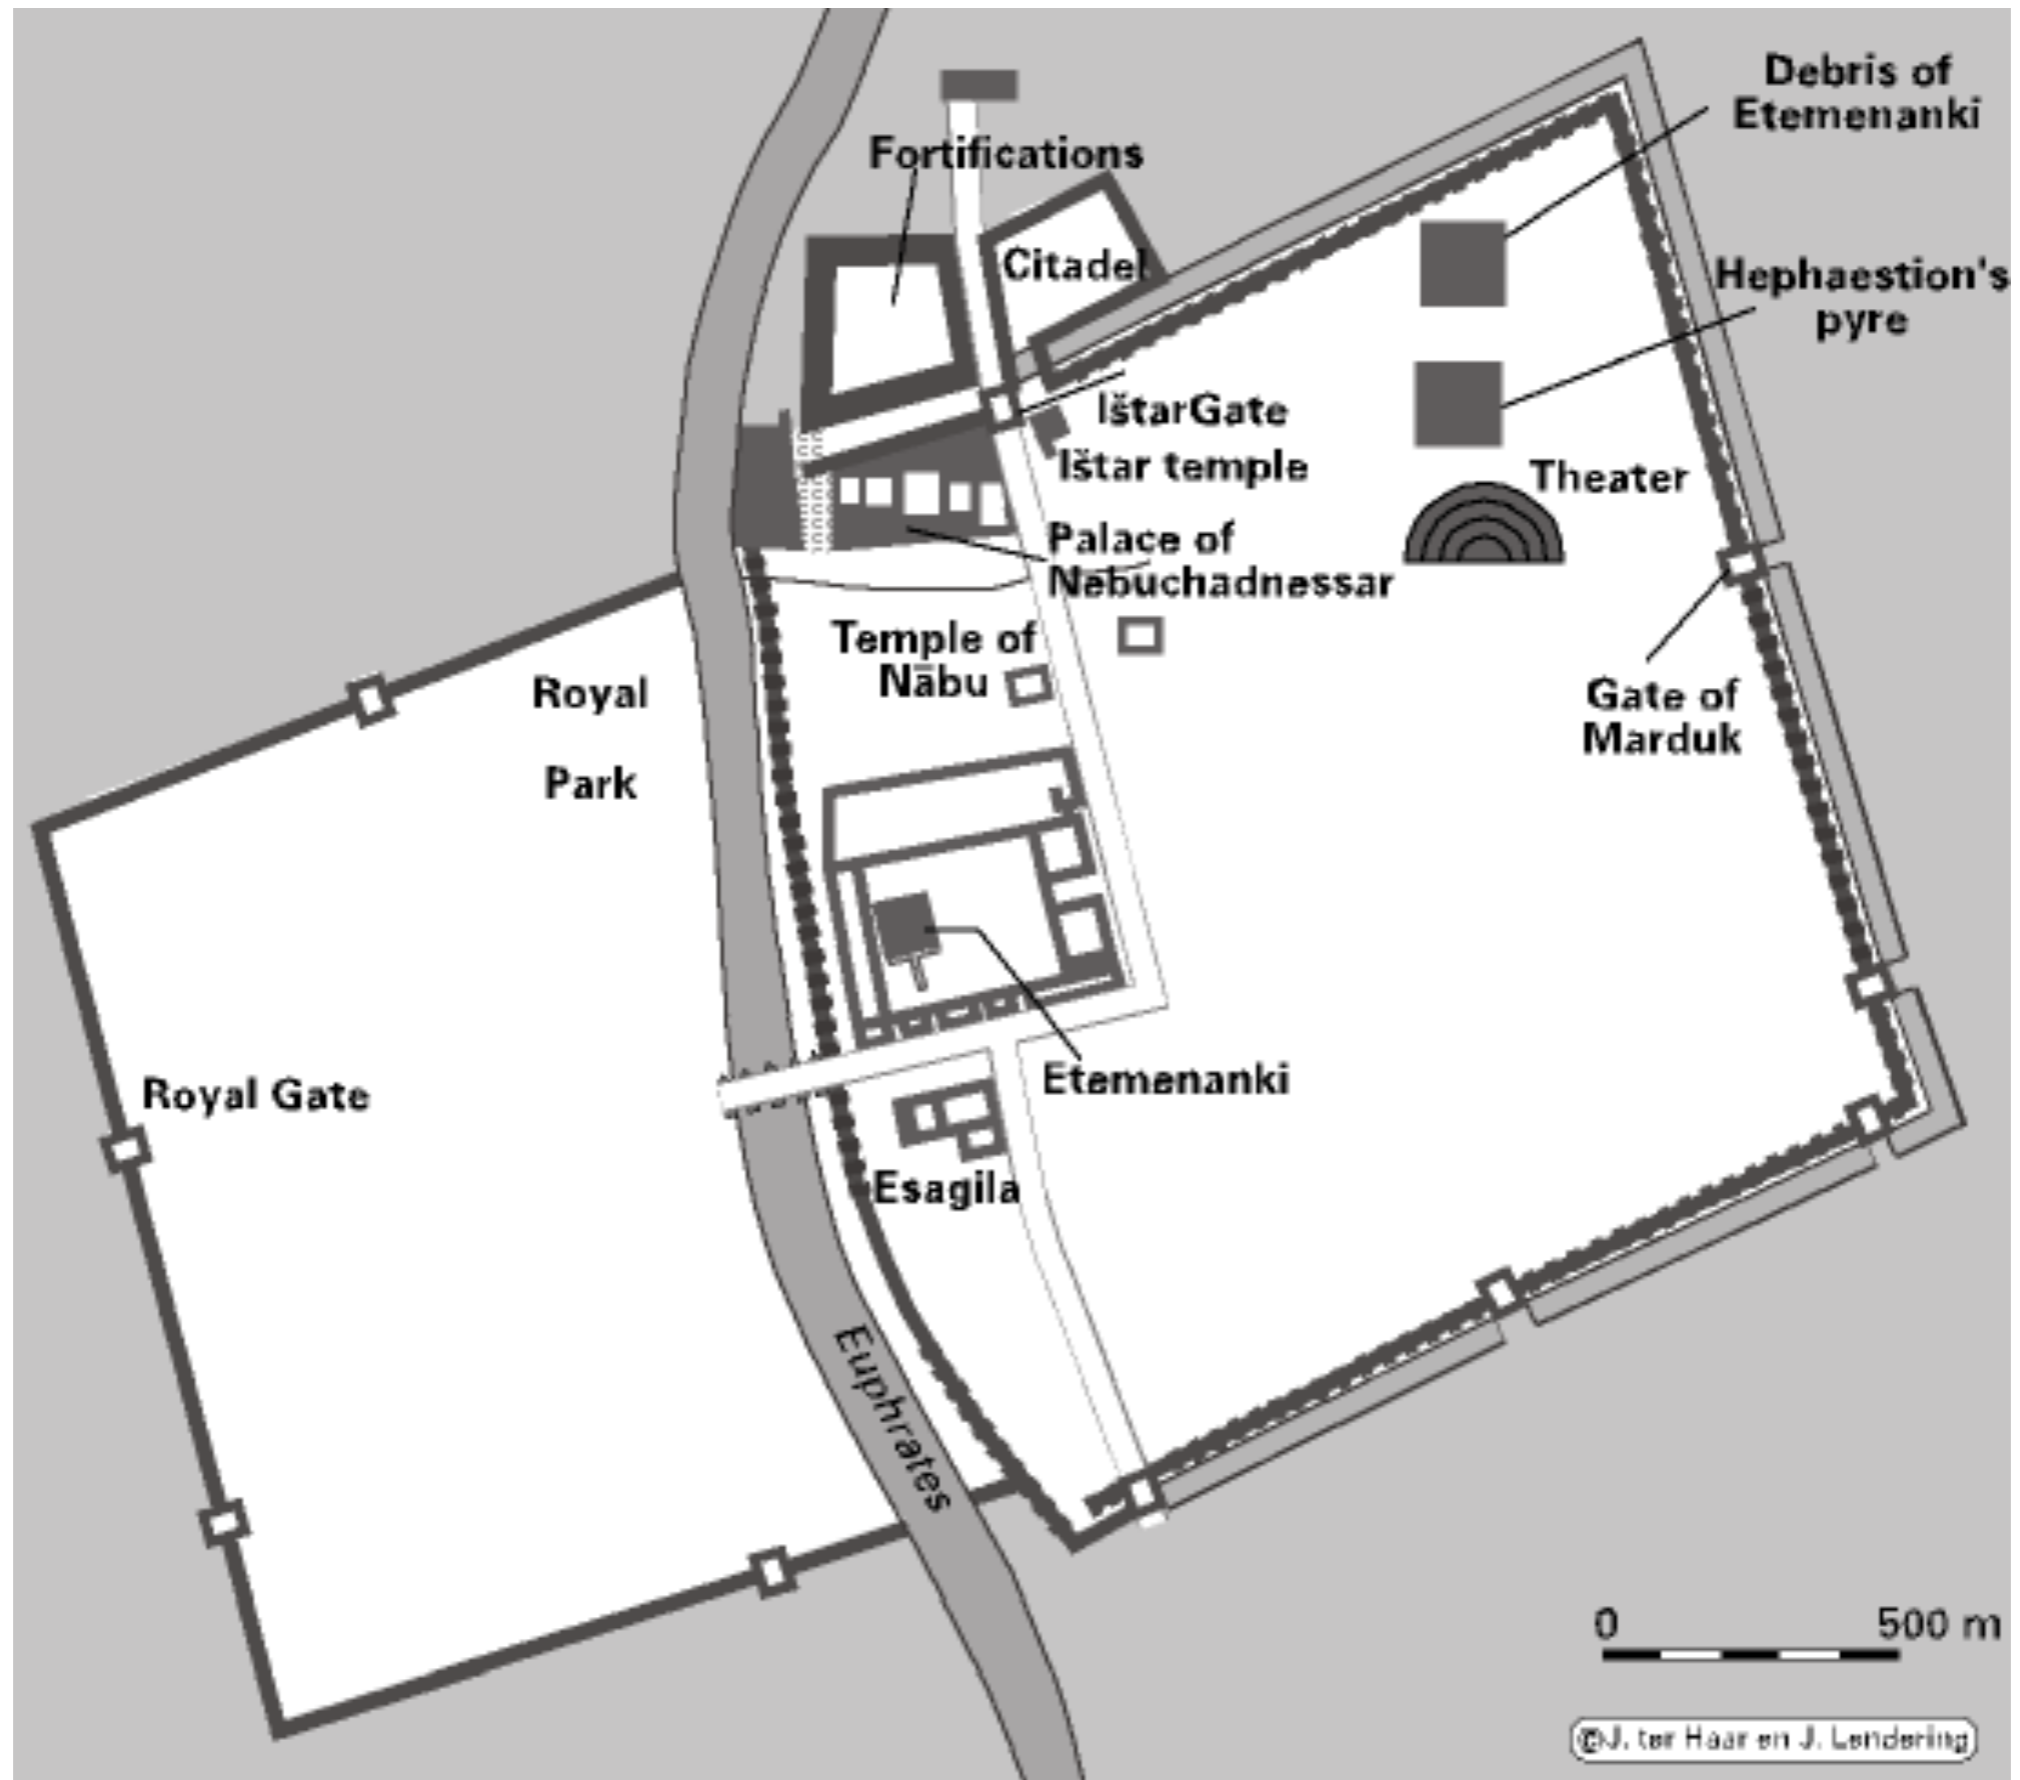 Debris of
Etemenanki
Fortifications
Citadel
Hephaestion's
pyre
IštarGate
Ištar temple
Theater
Palace of
Nebuchadnessar
Temple of
Nābu
Royal
Park
Gate of
Marduk
Etemenanki
Royal Gate
Esagila
Euphrates
0 500 m
©J. ter Haar en J. Lendering